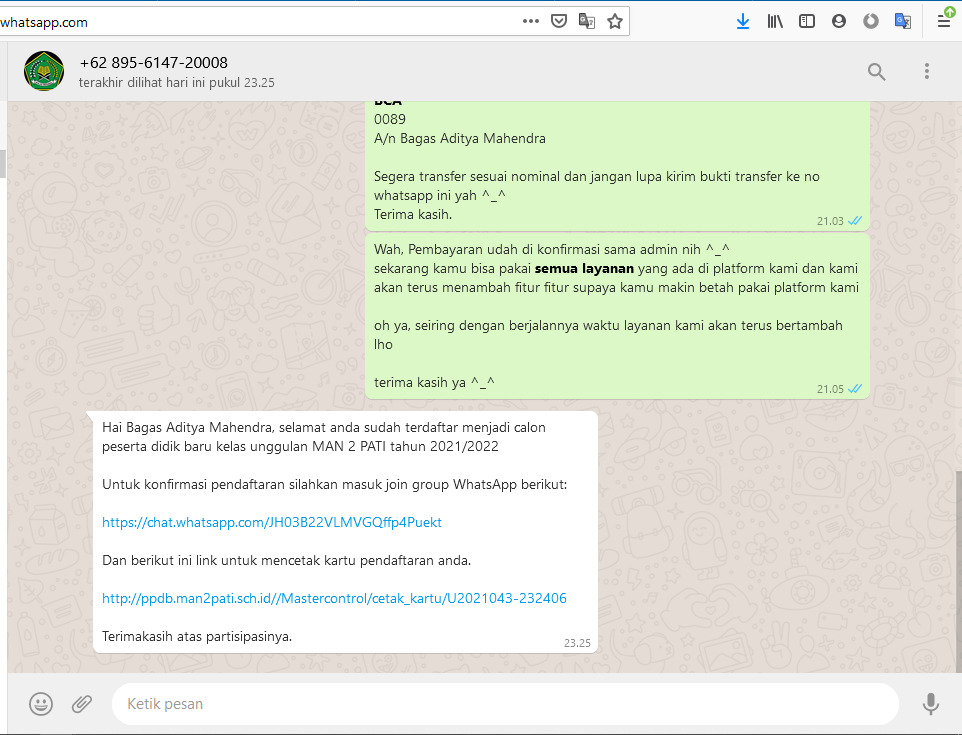 whatsapp.com
+62 895-6147-20008
terakhir dilihat hari ini pukul 23.25
BCA
0089
A/n Bagas Aditya Mahendra
Segera transfer sesuai nominal dan jangan lupa kirim bukti transfer ke no
whatsapp ini yah ^_^
Terima kasih.
21.03
Wah, Pembayaran udah di konfirmasi sama admin nih ^_^
sekarang kamu bisa pakai semua layanan yang ada di platform kami dan kami
akan terus menambah fitur fitur supaya kamu makin betah pakai platform kami
oh ya, seiring dengan berjalannya waktu layanan kami akan terus bertambah
lho
terima kasih ya ^_^
21.05
Hai Bagas Aditya Mahendra, selamat anda sudah terdaftar menjadi calon
peserta didik baru kelas unggulan MAN 2 PATI tahun 2021/2022
Untuk konfirmasi pendaftaran silahkan masuk join group WhatsApp berikut:
https://chat.whatsapp.com/JH03B22VLMVGQffp4Puekt
Dan berikut ini link untuk mencetak kartu pendaftaran anda.
http://ppdb.man2pati.sch.id//Mastercontrol/cetak_kartu/U2021043-232406
Terimakasih atas partisipasinya.
23.25
Ketik pesan